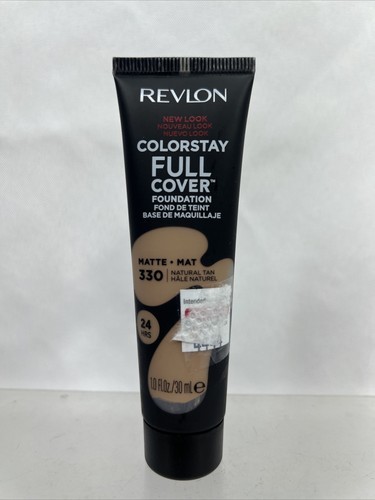 REVLON
NEW LOOK
NOUVEAU LOOK
NUEVO LOOK
COLORSTAY
FULL
COVER™
FOUNDATION
FOND DE TEINT
BASE DE MAQUILLAJE
MATTE • MAT
330 NATURAL TAN
HÂLE NATUREL
Intended
24
HRS
1.0 Fl.Oz./30 mL e